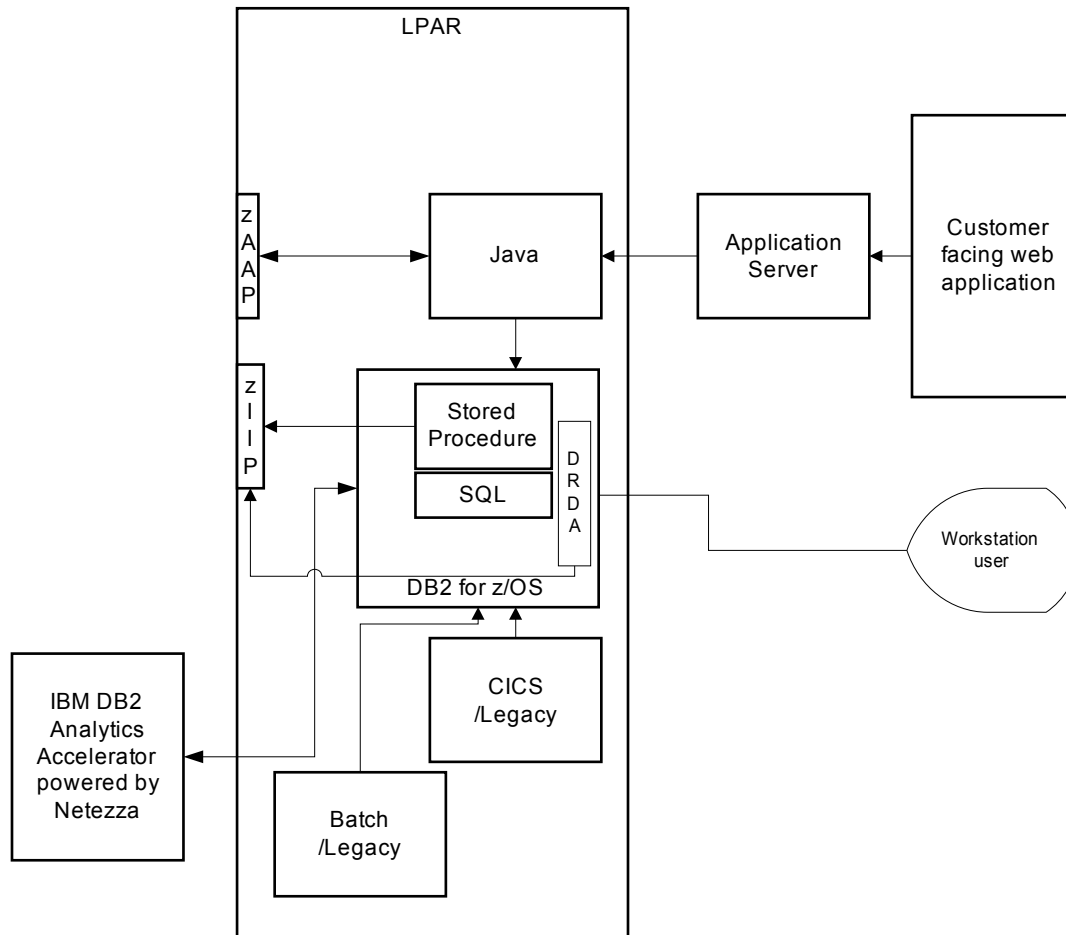 LPAR
z
A
A
P
Java
Application
Server
Customer
facing web
application
z
I
I
P
Stored
Procedure
SQL
D
R
D
A
DB2 for z/OS
Workstation
user
CICS
/Legacy
IBM DB2
Analytics
Accelerator
powered by
Netezza
Batch
/Legacy